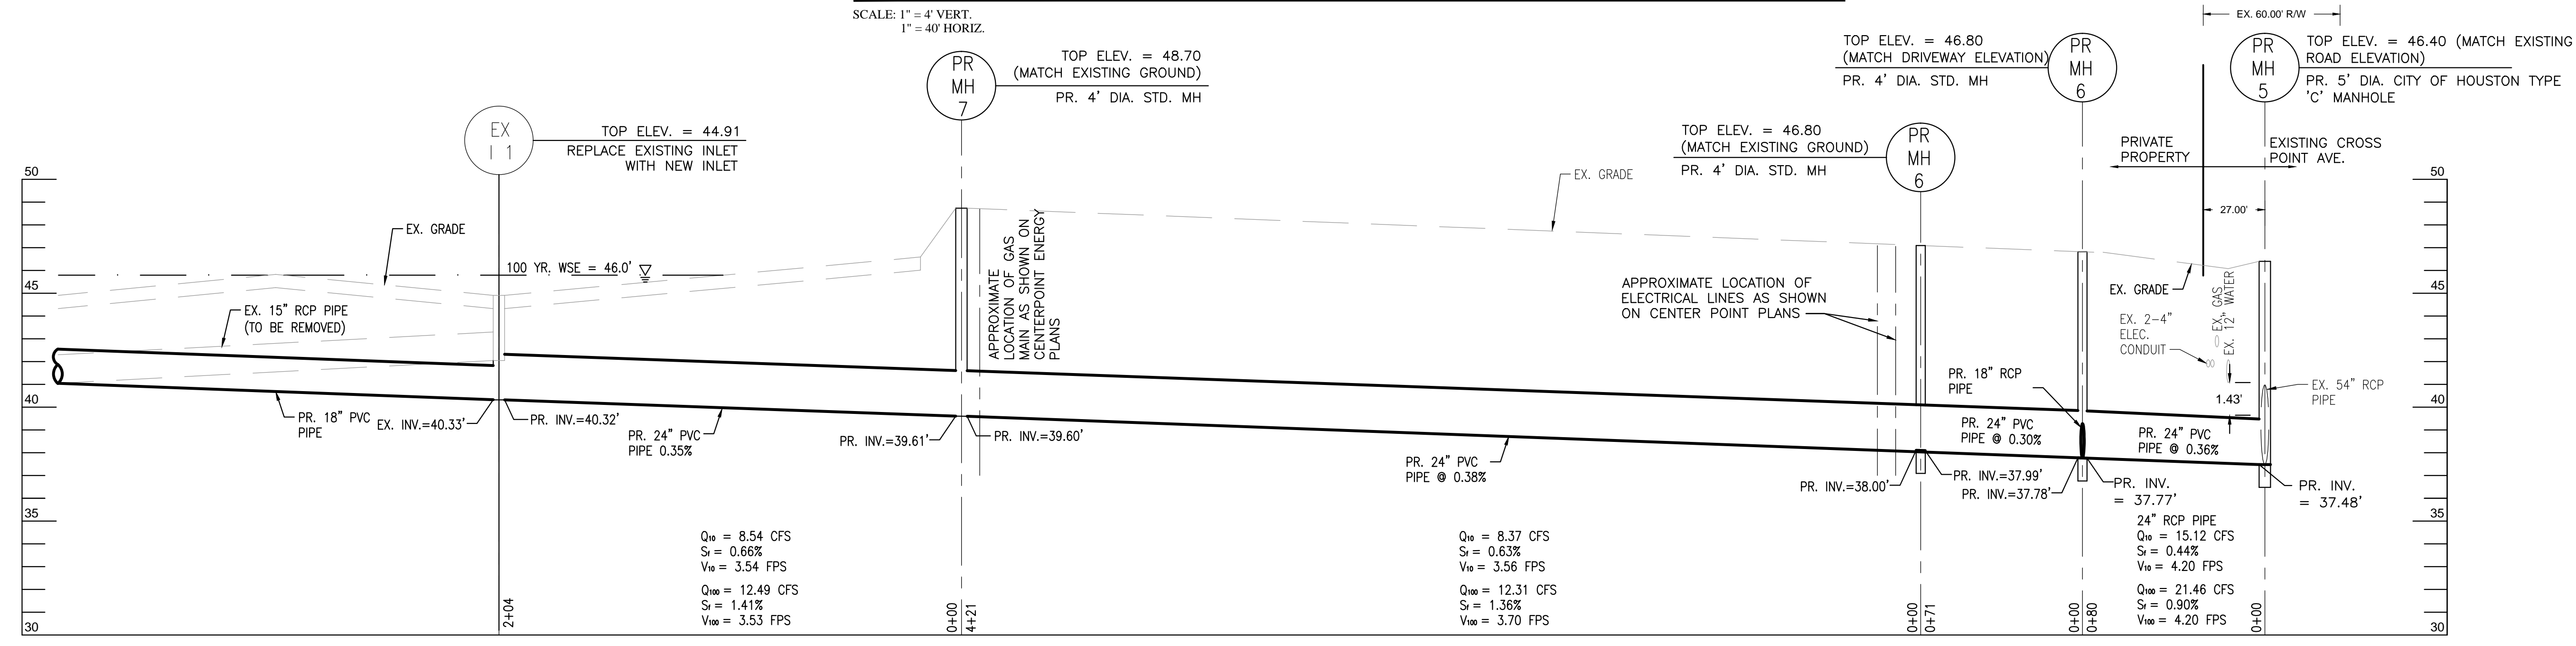 SCALE: 1" = 4' VERT.
1" = 40' HORIZ.
EX. 60.00' R/W
EX
I 1
TOP ELEV. = 44.91
REPLACE EXISTING INLET
WITH NEW INLET
PR
MH
7
TOP ELEV. = 48.70
(MATCH EXISTING GROUND)
PR. 4' DIA. STD. MH
TOP ELEV. = 46.80
(MATCH EXISTING GROUND)
PR. 4' DIA. STD. MH
PR
MH
6
TOP ELEV. = 46.80
(MATCH DRIVEWAY ELEVATION)
PR. 4' DIA. STD. MH
PR
MH
6
PR
MH
5
TOP ELEV. = 46.40 (MATCH EXISTING
ROAD ELEVATION)
PR. 5' DIA. CITY OF HOUSTON TYPE
'C' MANHOLE
PRIVATE
PROPERTY
EXISTING CROSS
POINT AVE.
27.00'
50
45
40
35
30
EX. GRADE
100 YR. WSE = 46.0'
EX. 15" RCP PIPE
(TO BE REMOVED)
PR. 18" PVC
PIPE
EX. INV=40.33'
PR. INV.=40.32'
PR. 24" PVC
PIPE 0.35%
PR. INV.=39.61'
PR. INV.=39.60'
APPROXIMATE
LOCATION OF GAS
MAIN AS SHOWN ON
CENTERPOINT ENERGY
PLANS
EX. GRADE
PR. 24" PVC
PIPE @ 0.38%
APPROXIMATE LOCATION OF
ELECTRICAL LINES AS SHOWN
ON CENTER POINT PLANS
PR. INV.=38.00'
PR. INV.=37.99'
PR. 18" RCP
PIPE
PR. 24" PVC
PIPE @ 0.30%
PR. INV.=37.78'
PR. INV.
= 37.77'
PR. 24" PVC
PIPE @ 0.36%
EX. GRADE
EX. 2-4"
ELEC.
CONDUIT
EX. GAS
EX. 12" WATER
1.43'
EX. 54" RCP
PIPE
PR. INV.
= 37.48'
50
45
40
35
30
Q10 = 8.54 CFS
Sf = 0.66%
V10 = 3.54 FPS
Q100 = 12.49 CFS
Sf = 1.41%
V100 = 3.53 FPS
Q10 = 8.37 CFS
Sf = 0.63%
V10 = 3.56 FPS
Q100 = 12.31 CFS
Sf = 1.36%
V100 = 3.70 FPS
24" RCP PIPE
Q10 = 15.12 CFS
Sf = 0.44%
V10 = 4.20 FPS
Q100 = 21.46 CFS
Sf = 0.90%
V100 = 4.20 FPS
2+04
0+00
4+21
0+00
0+71
0+00
0+80
0+00